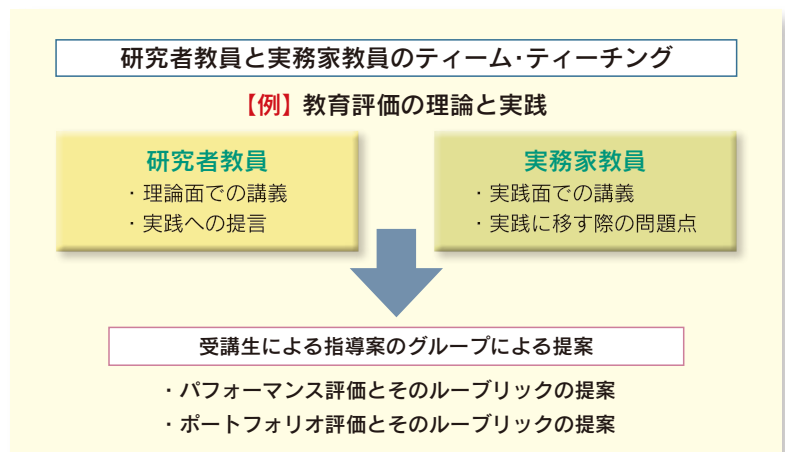 研究者教員と実務家教員のティーム・ティーチング
【例】教育評価の理論と実践
研究者教員
・理論面での講義
・実践への提言
実務家教員
・実践面での講義
・実践に移す際の問題点
受講生による指導案のグループによる提案
・パフォーマンス評価とそのルーブリックの提案
・ポートフォリオ評価とそのルーブリックの提案